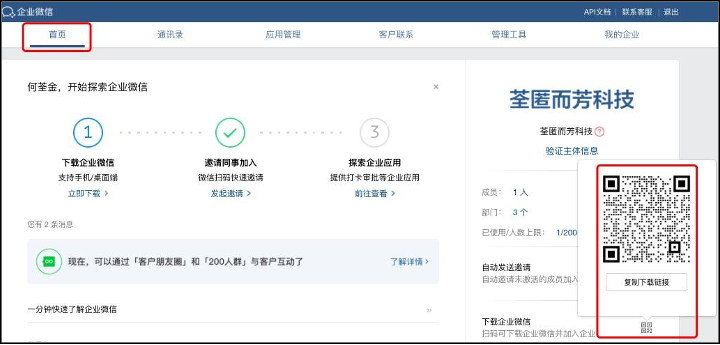 企业微信
API文档 | 联系客服 | 退出
首页 通讯录 应用管理 客户联系 管理工具 我的企业
何荃金，开始探索企业微信
1
3
下载企业微信
支持手机/桌面端
立即下载 >
邀请同事加入
微信扫码快速邀请
发起邀请 >
探索企业应用
提供打卡审批等企业应用
前往查看 >
您有 2 条消息
现在，可以通过「客户朋友圈」和「200人群」与客户互动了
了解详情 >
一分钟快速了解企业微信
荃匿而芳科技
荃匿而芳科技
验证主体信息
成员： 1 人
部门： 3 个
已使用/人数上限： 1/200
自动发送邀请
自动邀请未激活的成员加入
下载企业微信
扫码可下载企业微信并加入企业
复制下载链接